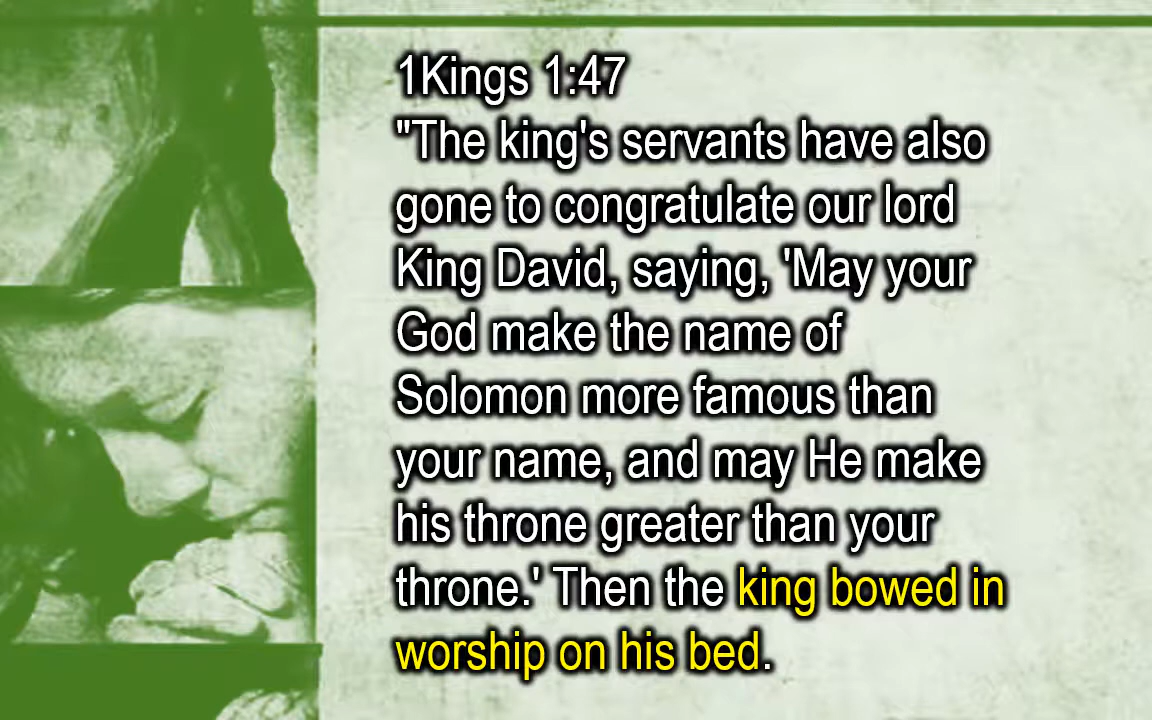 1Kings 1:47
"The king's servants have also
gone to congratulate our lord
King David, saying, 'May your
God make the name of
Solomon more famous than
your name, and may He make
his throne greater than your
throne.' Then the king bowed in
worship on his bed.